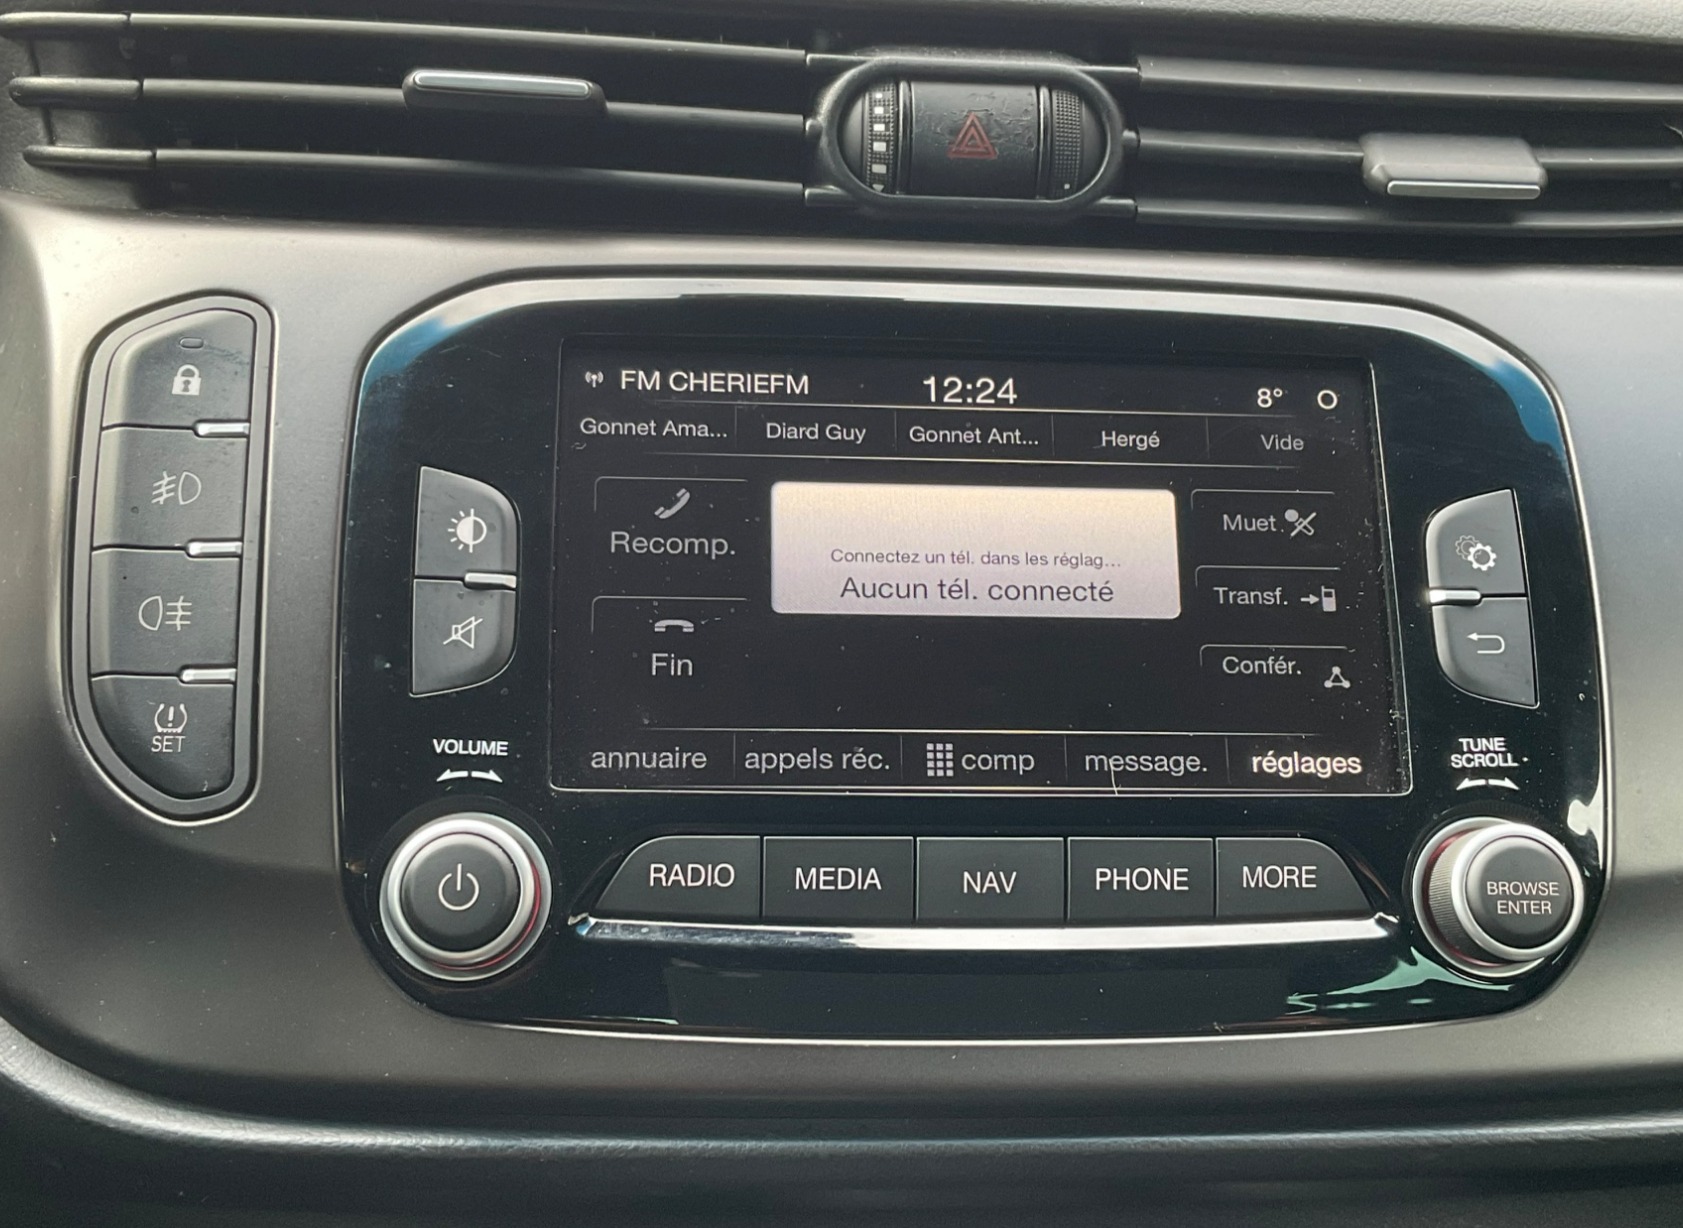 FM CHERIEFM 12:24 8° O
Gonnet Ama... Diard Guy Gonnet Ant... Hergé Vide
Recomp.
Connectez un tél. dans les réglag...
Aucun tél. connecté
Muet
Transf.
Fin
Confér.
annuaire appels réc. comp message. réglages
SET
VOLUME
TUNE
SCROLL
RADIO MEDIA NAV PHONE MORE
BROWSE
ENTER